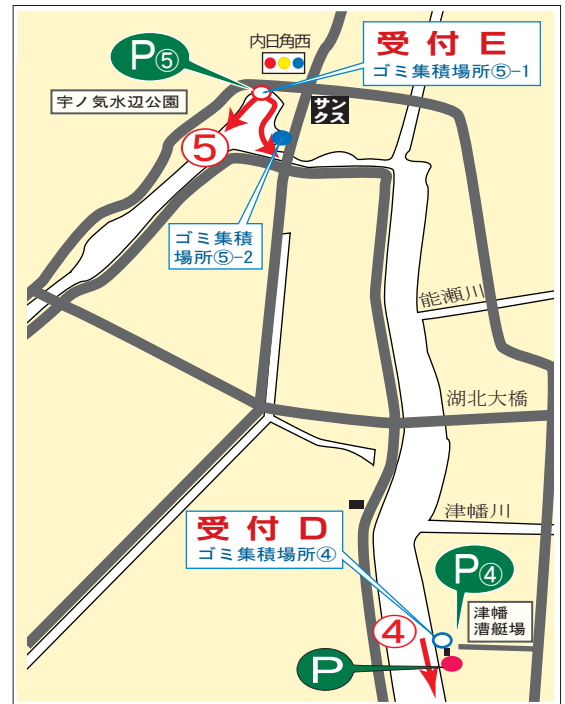 P⑤
内日角西
受付E
ゴミ集積場所⑤-1
宇ノ気水辺公園
サン
クス
⑤
ゴミ集積
場所⑤-2
能瀬川
湖北大橋
津幡川
受付D
ゴミ集積場所④
P④
津幡
漕艇場
④
P